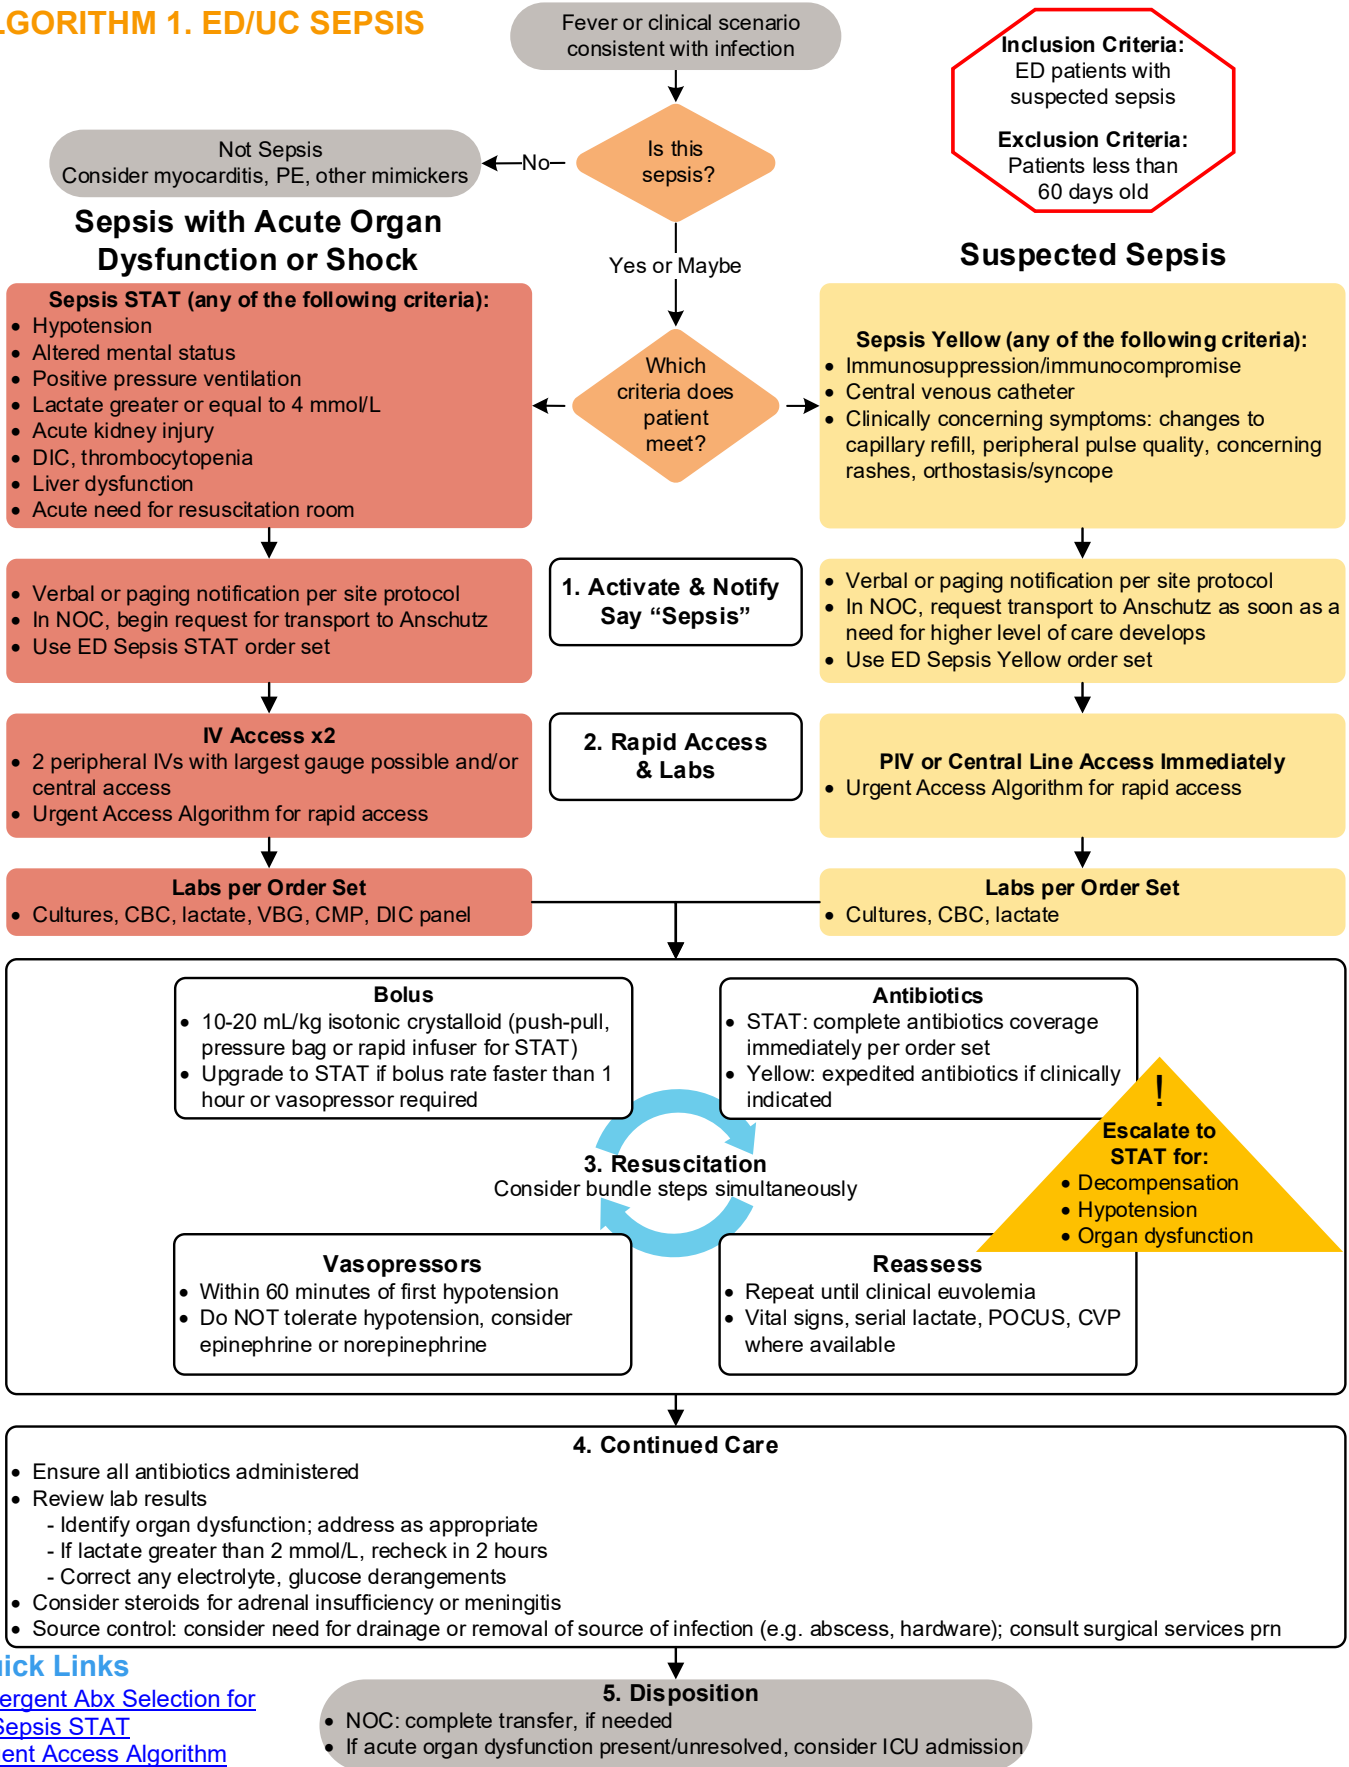 LGORITHM 1. ED/UC SEPSIS
Fever or clinical scenario
consistent with infection
Inclusion Criteria:
ED patients with
suspected sepsis
Exclusion Criteria:
Patients less than
60 days old
Is this
sepsis?
No
Not Sepsis
Consider myocarditis, PE, other mimickers
Yes or Maybe
Which
criteria does
patient
meet?
Sepsis with Acute Organ
Dysfunction or Shock
Sepsis STAT (any of the following criteria):
• Hypotension
• Altered mental status
• Positive pressure ventilation
• Lactate greater or equal to 4 mmol/L
• Acute kidney injury
• DIC, thrombocytopenia
• Liver dysfunction
• Acute need for resuscitation room
Suspected Sepsis
Sepsis Yellow (any of the following criteria):
• Immunosuppression/immunocompromise
• Central venous catheter
• Clinically concerning symptoms: changes to
capillary refill, peripheral pulse quality, concerning
rashes, orthostasis/syncope
1. Activate & Notify
Say “Sepsis”
• Verbal or paging notification per site protocol
• In NOC, begin request for transport to Anschutz
• Use ED Sepsis STAT order set
• Verbal or paging notification per site protocol
• In NOC, request transport to Anschutz as soon as a
need for higher level of care develops
• Use ED Sepsis Yellow order set
2. Rapid Access
& Labs
IV Access x2
• 2 peripheral IVs with largest gauge possible and/or
central access
• Urgent Access Algorithm for rapid access
PIV or Central Line Access Immediately
• Urgent Access Algorithm for rapid access
Labs per Order Set
• Cultures, CBC, lactate, VBG, CMP, DIC panel
Labs per Order Set
• Cultures, CBC, lactate
Bolus
• 10-20 mL/kg isotonic crystalloid (push-pull,
pressure bag or rapid infuser for STAT)
• Upgrade to STAT if bolus rate faster than 1
hour or vasopressor required
Antibiotics
• STAT: complete antibiotics coverage
immediately per order set
• Yellow: expedited antibiotics if clinically
indicated
!
Escalate to
STAT for:
• Decompensation
• Hypotension
• Organ dysfunction
3. Resuscitation
Consider bundle steps simultaneously
Vasopressors
• Within 60 minutes of first hypotension
• Do NOT tolerate hypotension, consider
epinephrine or norepinephrine
Reassess
• Repeat until clinical euvolemia
• Vital signs, serial lactate, POCUS, CVP
where available
4. Continued Care
• Ensure all antibiotics administered
• Review lab results
- Identify organ dysfunction; address as appropriate
- If lactate greater than 2 mmol/L, recheck in 2 hours
- Correct any electrolyte, glucose derangements
• Consider steroids for adrenal insufficiency or meningitis
• Source control: consider need for drainage or removal of source of infection (e.g. abscess, hardware); consult surgical services prn
uick Links
ergent Abx Selection for
Sepsis STAT
ent Access Algorithm
5. Disposition
• NOC: complete transfer, if needed
• If acute organ dysfunction present/unresolved, consider ICU admission